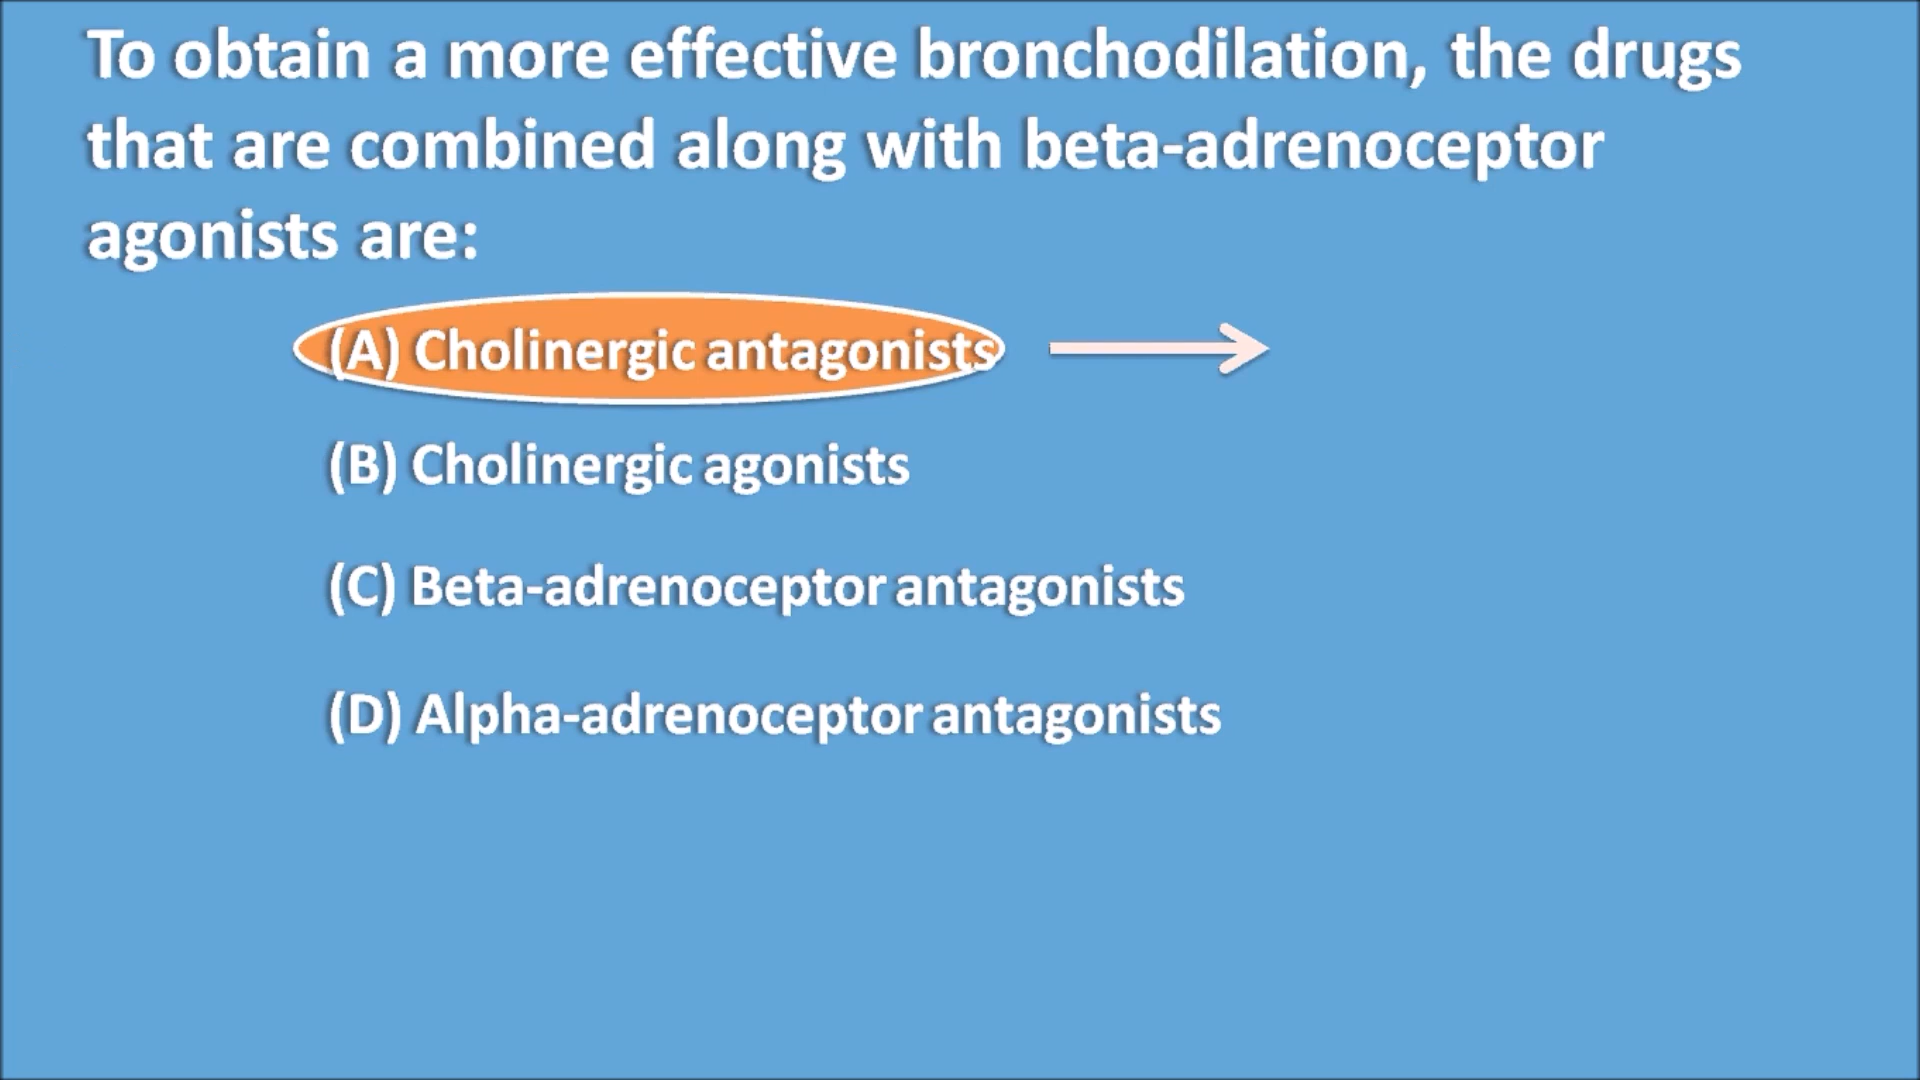 To obtain a more effective bronchodilation, the drugs
that are combined along with beta-adrenoceptor
agonists are:
(A) Cholinergic antagonists
(B) Cholinergic agonists
(C) Beta-adrenoceptor antagonists
(D) Alpha-adrenoceptor antagonists